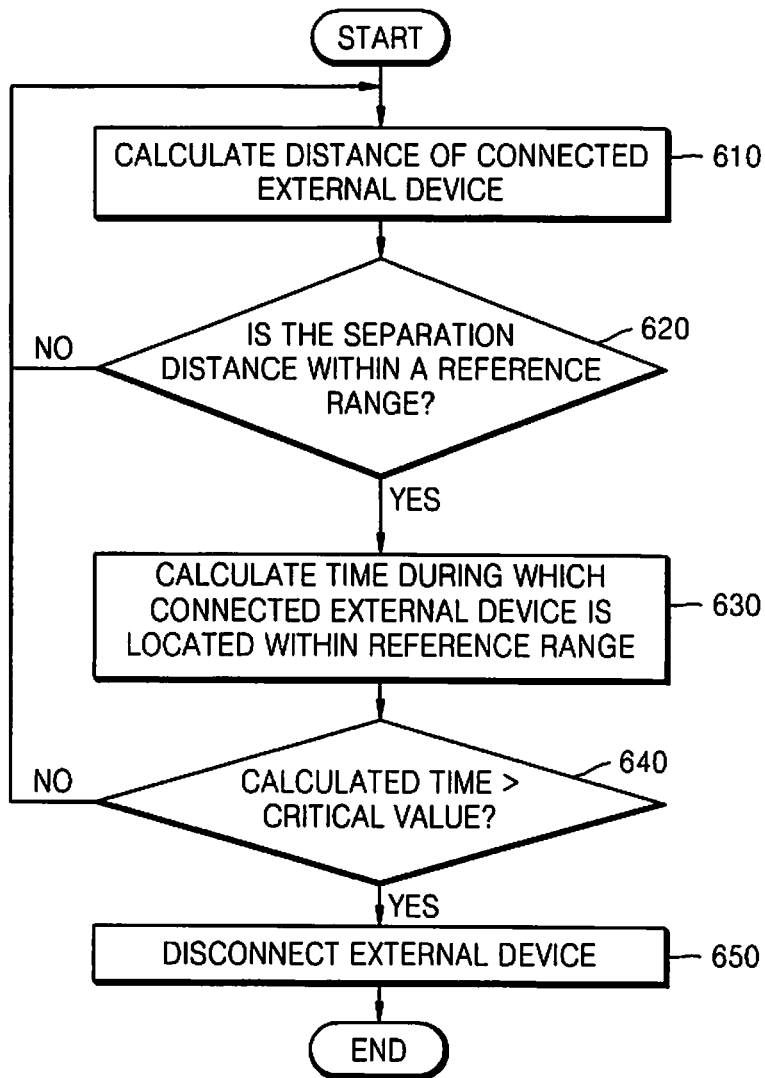 START
CALCULATE DISTANCE OF CONNECTED
EXTERNAL DEVICE
610
IS THE SEPARATION
DISTANCE WITHIN A REFERENCE
RANGE?
620
NO
YES
CALCULATE TIME DURING WHICH
CONNECTED EXTERNAL DEVICE IS
LOCATED WITHIN REFERENCE RANGE
630
CALCULATED TIME >
CRITICAL VALUE?
640
NO
YES
DISCONNECT EXTERNAL DEVICE
650
END